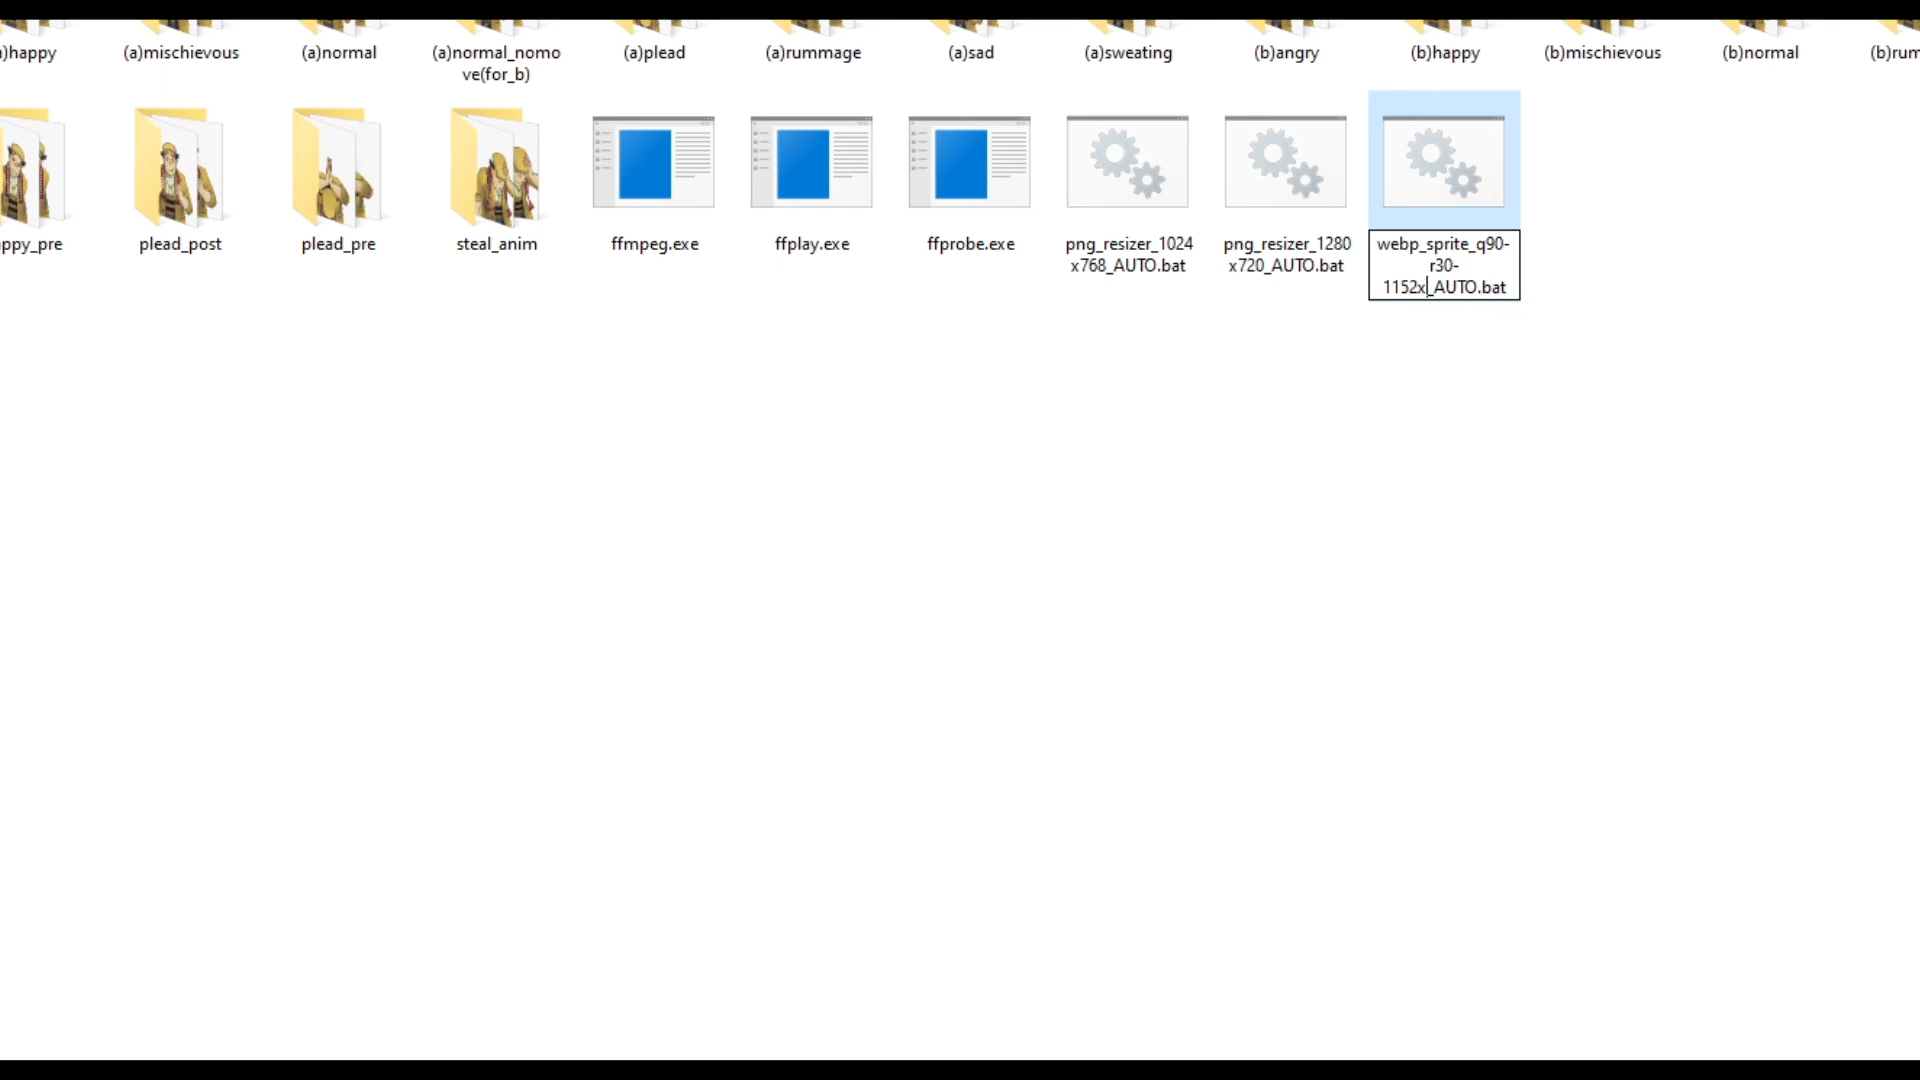 )happy (a)mischievous (a)normal (a)normal_nomo (a)plead (a)rummage (a)sad (a)sweating (b)angry (b)happy (b)mischievous (b)normal (b)rum
ve(for_b)
ppy_pre plead_post plead_pre steal_anim ffmpeg.exe ffplay.exe ffprobe.exe png_resizer_1024 png_resizer_1280 webp_sprite_q90-
x768_AUTO.bat x720_AUTO.bat r30-
1152x_AUTO.bat